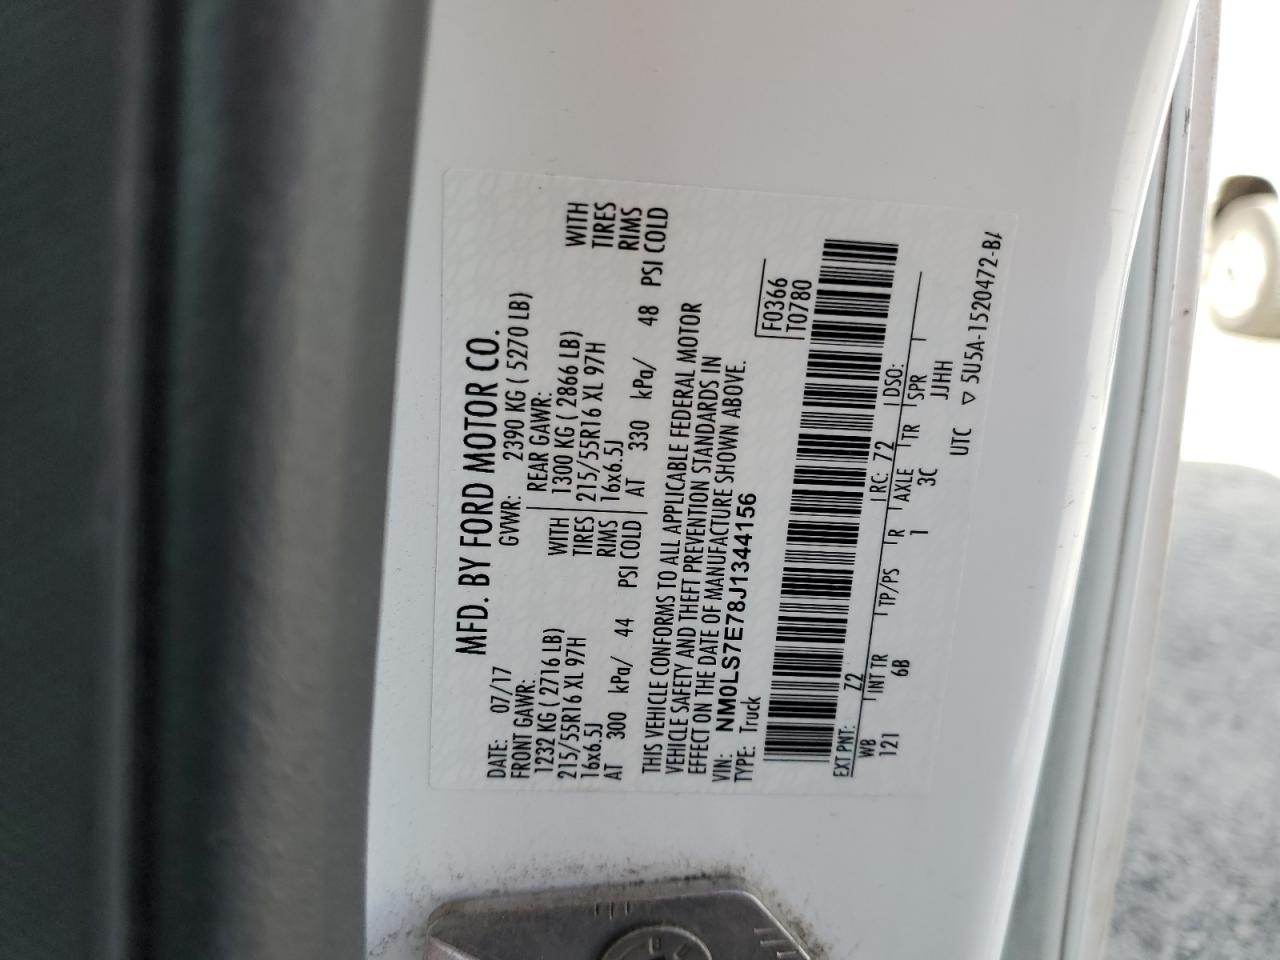 MFD. BY FORD MOTOR CO.
DATE: 07/17 GVWR: 2390 KG ( 5270 LB)
FRONT GAWR: REAR GAWR:
1232 KG ( 2716 LB) WITH 1300 KG ( 2866 LB) WITH
215/55R16 XL 97H TIRES 215/55R16 XL 97H TIRES
16x6.5J RIMS 16x6.5J RIMS
AT 300 kPa/ 44 PSI COLD AT 330 kPa/ 48 PSI COLD
THIS VEHICLE CONFORMS TO ALL APPLICABLE FEDERAL MOTOR
VEHICLE SAFETY AND THEFT PREVENTION STANDARDS IN
EFFECT ON THE DATE OF MANUFACTURE SHOWN ABOVE.
VIN: NM0LS7E78J1344156
TYPE: Truck
F0366
T0780
EXT PNT: Z2 RC: 72 DSO:
WB INT TR TP/PS R AXLE TR SPR
121 6B 1 3C JJHH
UTC ▽ 5U5A-1520472-BA